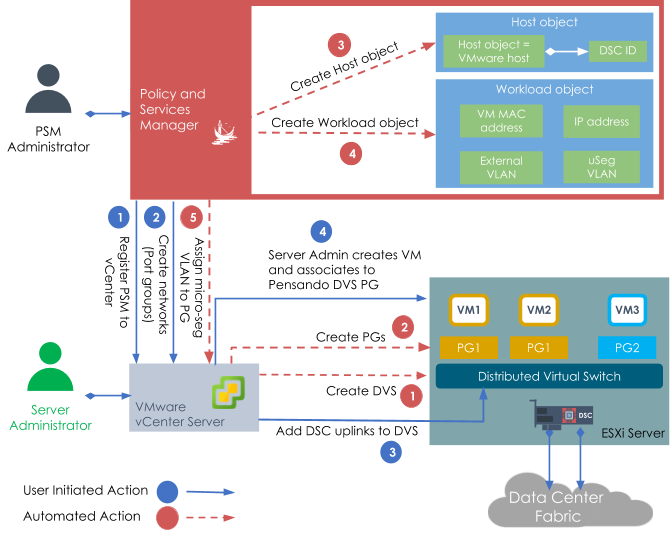 Host object
Host object =
VMware host
DSC ID
Workload object
VM MAC
address
IP address
External
VLAN
uSeg
VLAN
Policy and
Services
Manager
3
Create Host object
Create Workload object
4
PSM
Administrator
1
Register PSM to
vCenter
2
Create networks
(Port groups)
5
Assign micro-seg
VLAN to PG
4
Server Admin creates VM
and associates to
Pensando DVS PG
VM1
VM2
VM3
PG1
PG1
PG2
Distributed Virtual Switch
Create PGs
2
Create DVS
1
Add DSC uplinks to DVS
3
Server
Administrator
VMware
vCenter Server
DSC
ESXi Server
Data Center
Fabric
User Initiated Action
Automated Action